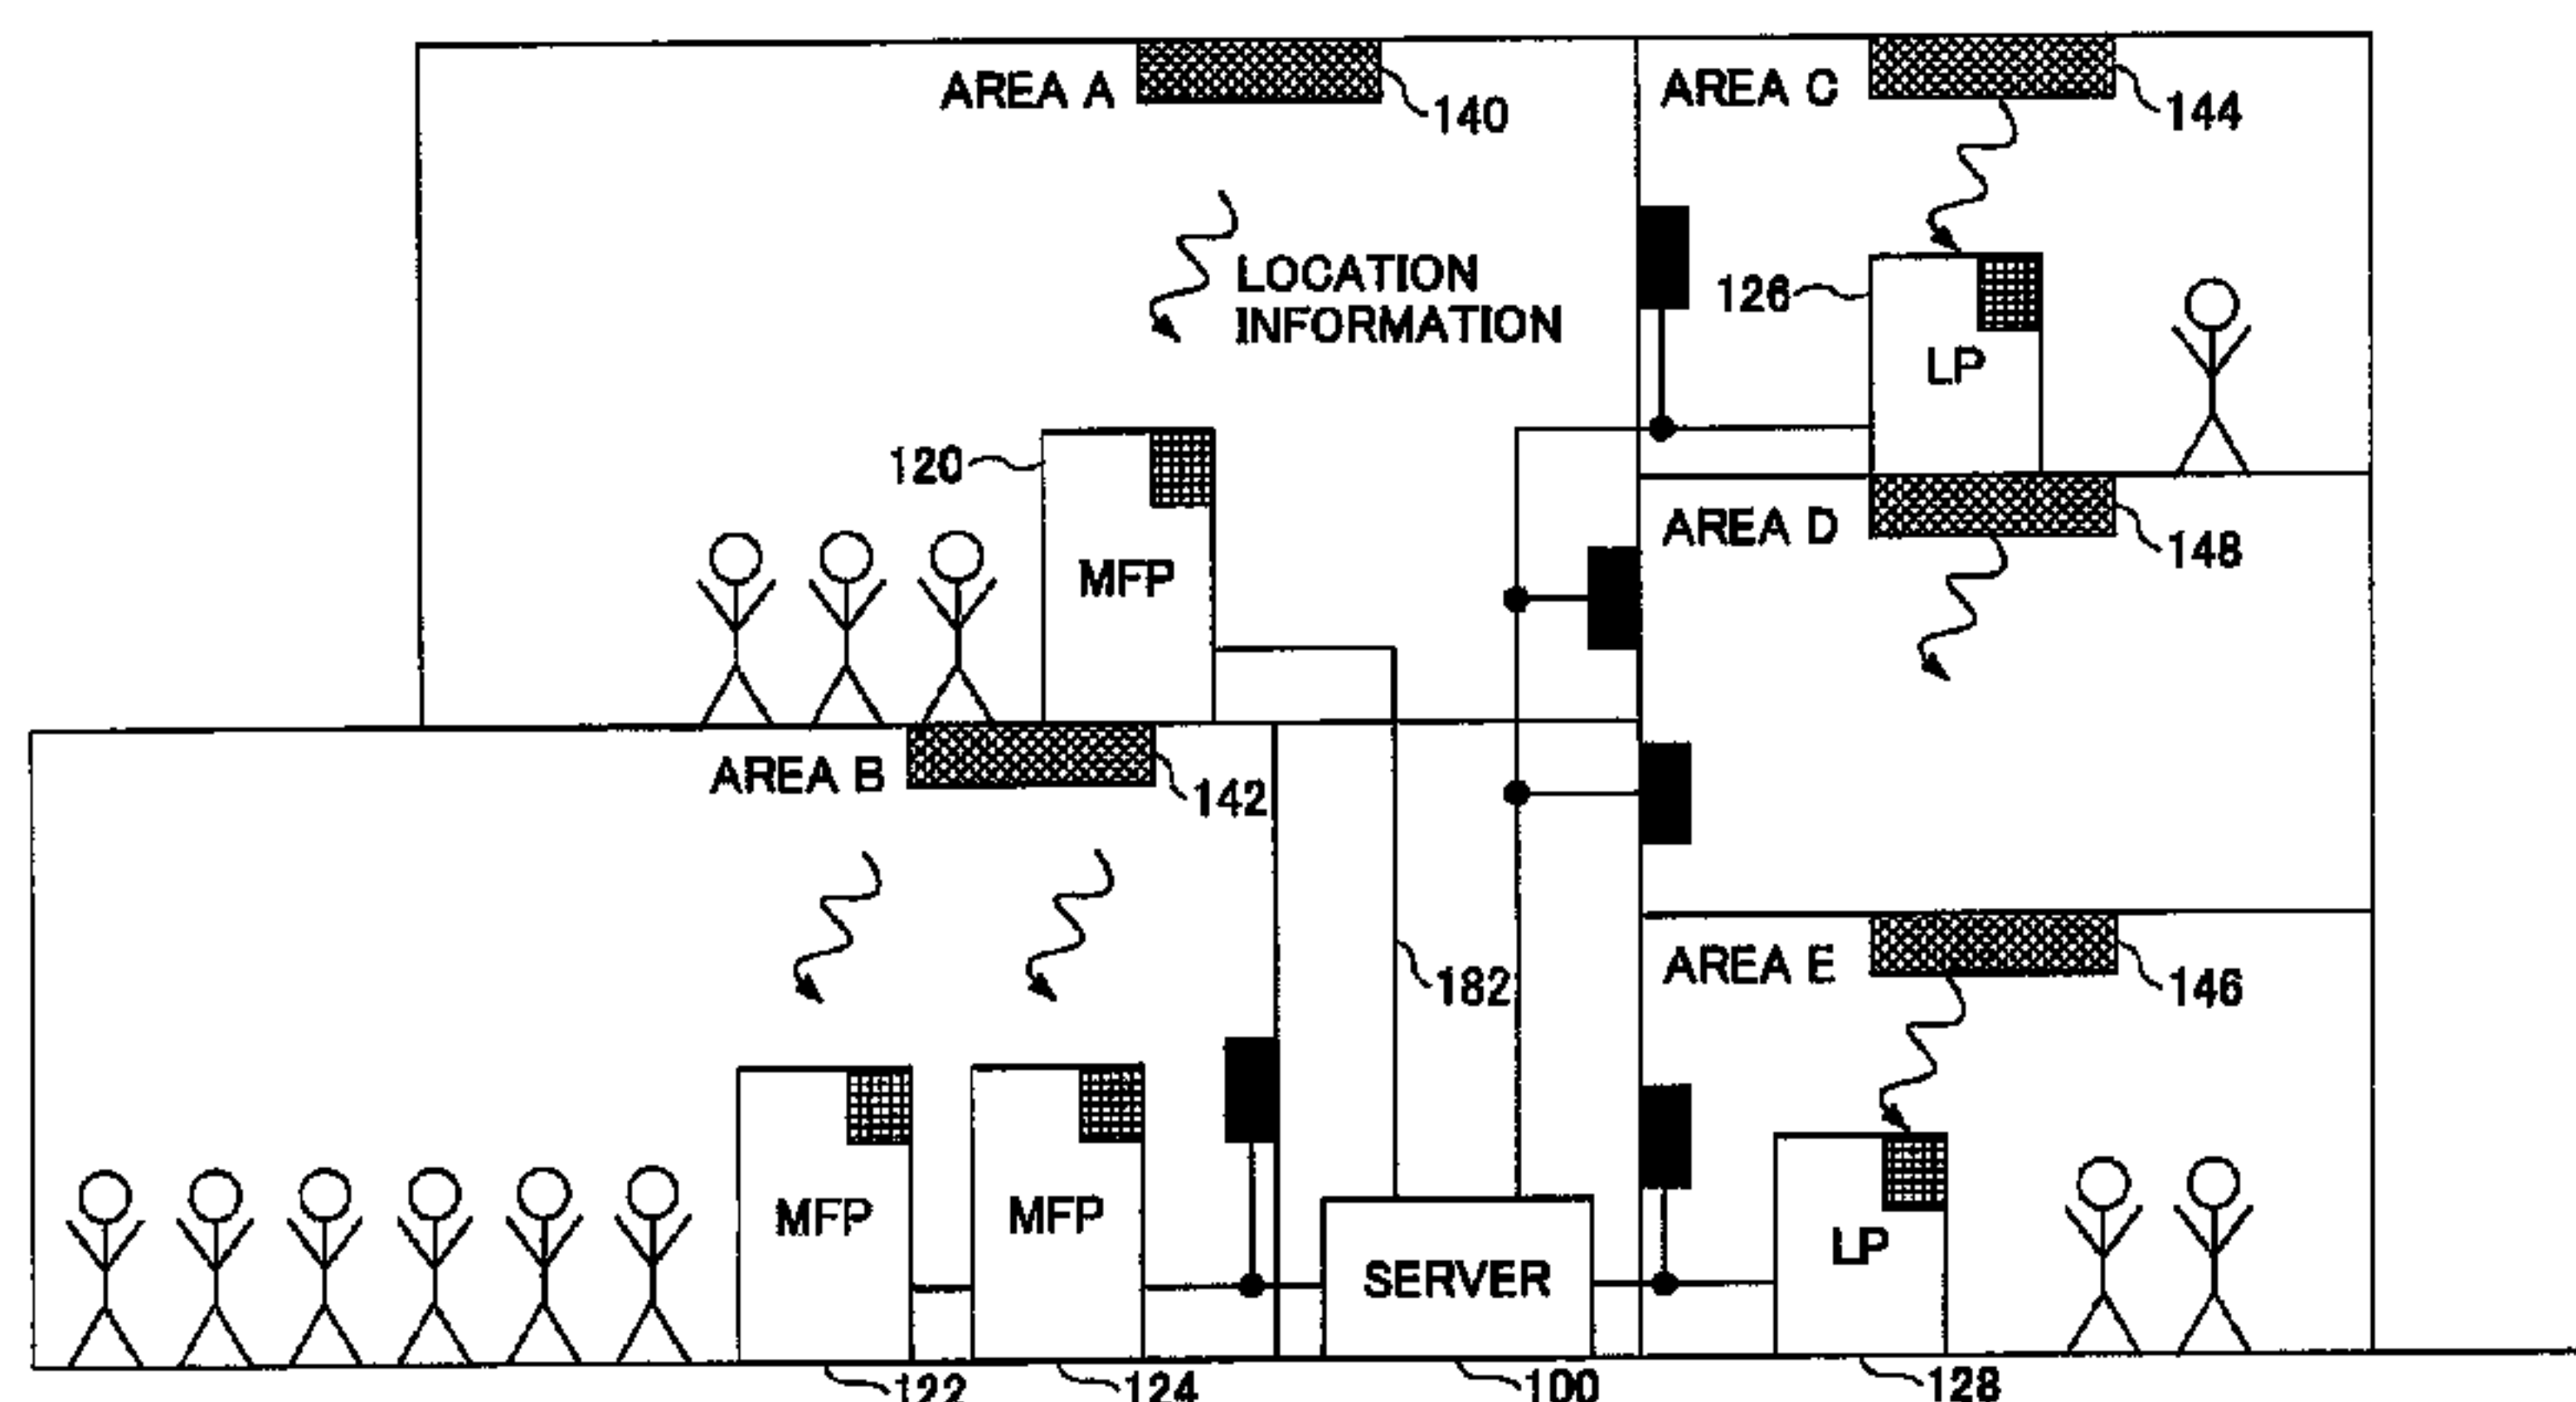 AREA A
140
AREA C
144
LOCATION
INFORMATION
126
LP
120
MFP
AREA D
148
AREA B
142
182
AREA E
146
MFP
MFP
SERVER
LP
122
124
100
128